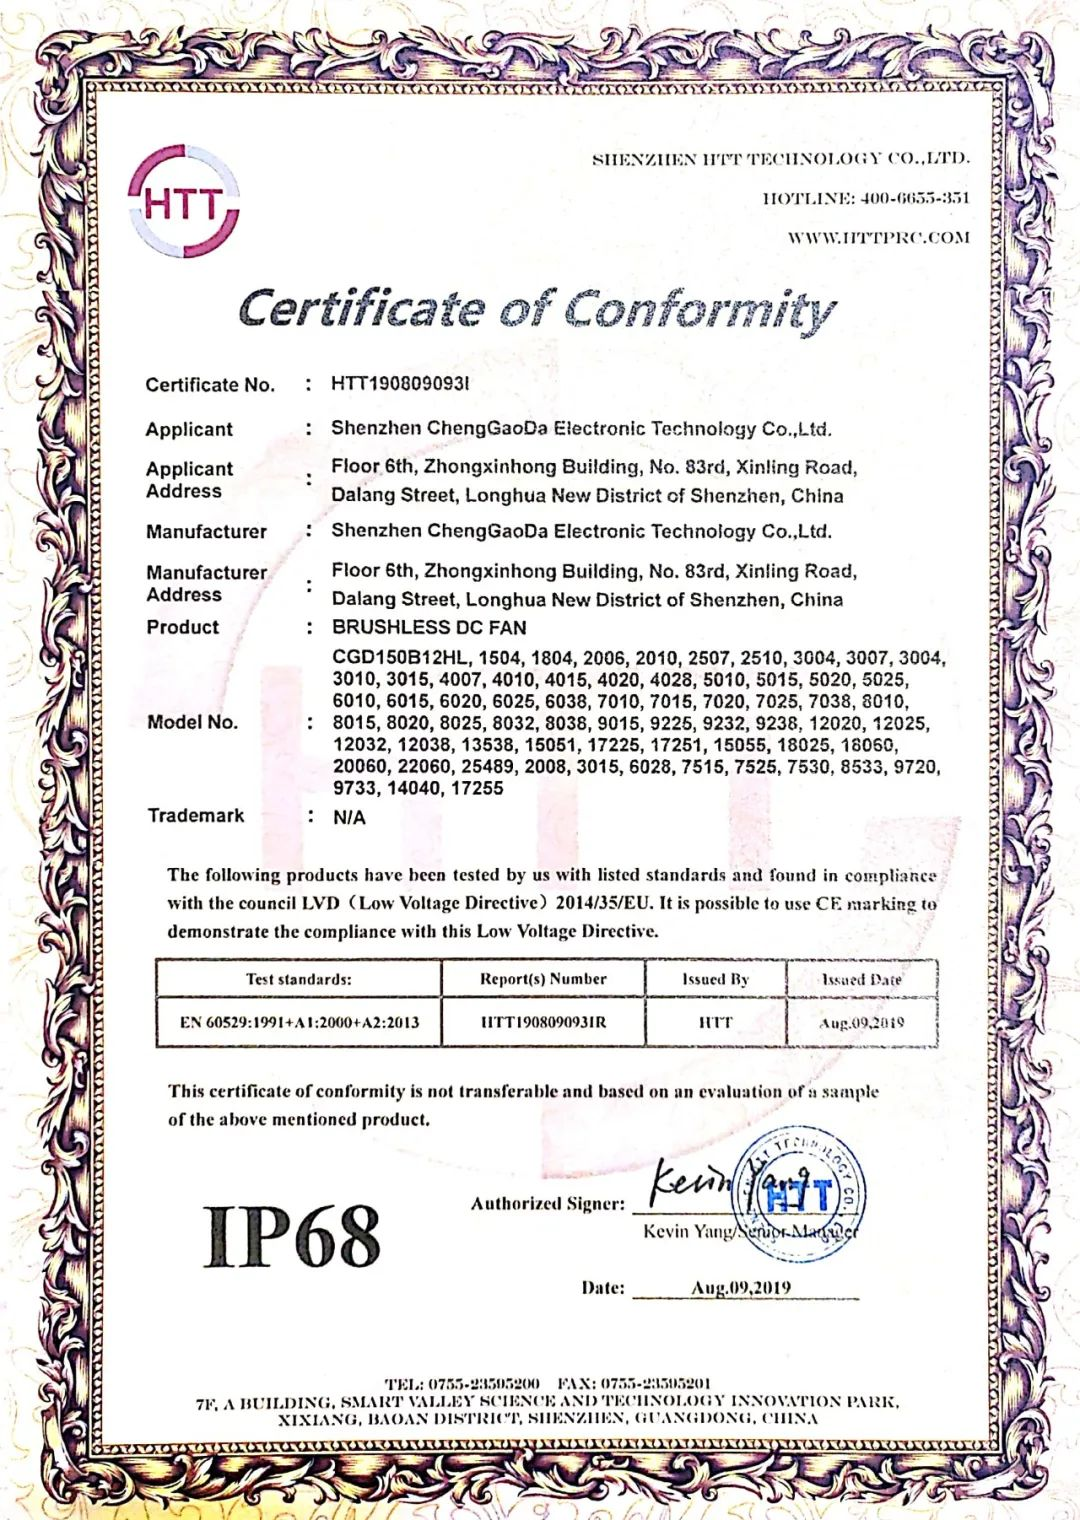 HTT
SHENZHEN HTT TECHNOLOGY CO.,LTD.
HOTLINE: 400-6655-351
WWW.HTTPRC.COM
Certificate of Conformity
Certificate No. : HTT190809093I
Applicant : Shenzhen ChengGaoDa Electronic Technology Co.,Ltd.
Applicant Address : Floor 6th, Zhongxinhong Building, No. 83rd, Xinling Road,
Dalang Street, Longhua New District of Shenzhen, China
Manufacturer : Shenzhen ChengGaoDa Electronic Technology Co.,Ltd.
Manufacturer Address : Floor 6th, Zhongxinhong Building, No. 83rd, Xinling Road,
Dalang Street, Longhua New District of Shenzhen, China
Product : BRUSHLESS DC FAN
Model No. : CGD150B12HL, 1504, 1804, 2006, 2010, 2507, 2510, 3004, 3007, 3004,
3010, 3015, 4007, 4010, 4015, 4020, 4028, 5010, 5015, 5020, 5025,
6010, 6015, 6020, 6025, 6038, 7010, 7015, 7020, 7025, 7038, 8010,
8015, 8020, 8025, 8032, 8038, 9015, 9225, 9232, 9238, 12020, 12025,
12032, 12038, 13538, 15051, 17225, 17251, 15055, 18025, 18060,
20060, 22060, 25489, 2008, 3015, 6028, 7515, 7525, 7530, 8533, 9720,
9733, 14040, 17255
Trademark : N/A
The following products have been tested by us with listed standards and found in compliance
with the council LVD (Low Voltage Directive) 2014/35/EU. It is possible to use CE marking to
demonstrate the compliance with this Low Voltage Directive.
Test standards: Report(s) Number Issued By Issued Date
EN 60529:1991+A1:2000+A2:2013 HTT190809093IR HTT Aug.09,2019
This certificate of conformity is not transferable and based on an evaluation of a sample
of the above mentioned product.
IP68
Authorized Signer: Kevin Yang
HTT
Kevin Yang/Senior Manager
Date: Aug.09,2019
TEL: 0755-23595200 FAX: 0755-23595201
7F, A BUILDING, SMART VALLEY SCIENCE AND TECHNOLOGY INNOVATION PARK,
XIXIANG, BAOAN DISTRICT, SHENZHEN, GUANGDONG, CHINA